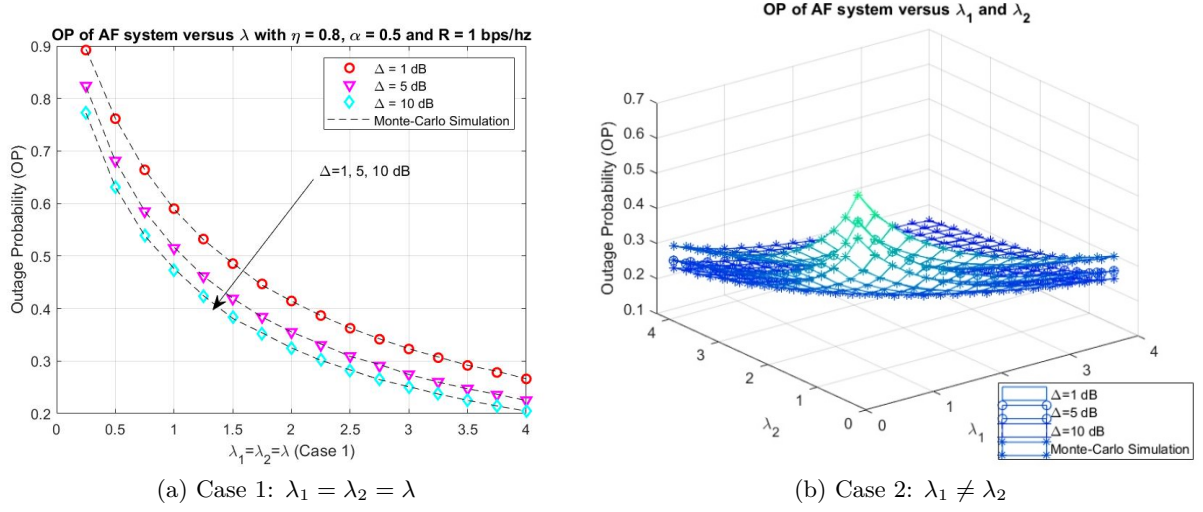 OP of AF system versus λ with η = 0.8, α = 0.5 and R = 1 bps/hz
Outage Probability (OP)
0.9
0.8
0.7
0.6
0.5
0.4
0.3
0.2
Δ = 1 dB
Δ = 5 dB
Δ = 10 dB
Monte-Carlo Simulation
Δ=1, 5, 10 dB
0 0.5 1 1.5 2 2.5 3 3.5 4
λ₁=λ₂=λ (Case 1)
(a) Case 1: λ₁ = λ₂ = λ
OP of AF system versus λ₁ and λ₂
Outage Probability (OP)
0.7
0.6
0.5
0.4
0.3
0.2
0.1
4 3 2 1 0
λ₂
0 1 2 3 4
λ₁
Δ=1 dB
Δ=5 dB
Δ=10 dB
Monte-Carlo Simulation
(b) Case 2: λ₁ ≠ λ₂